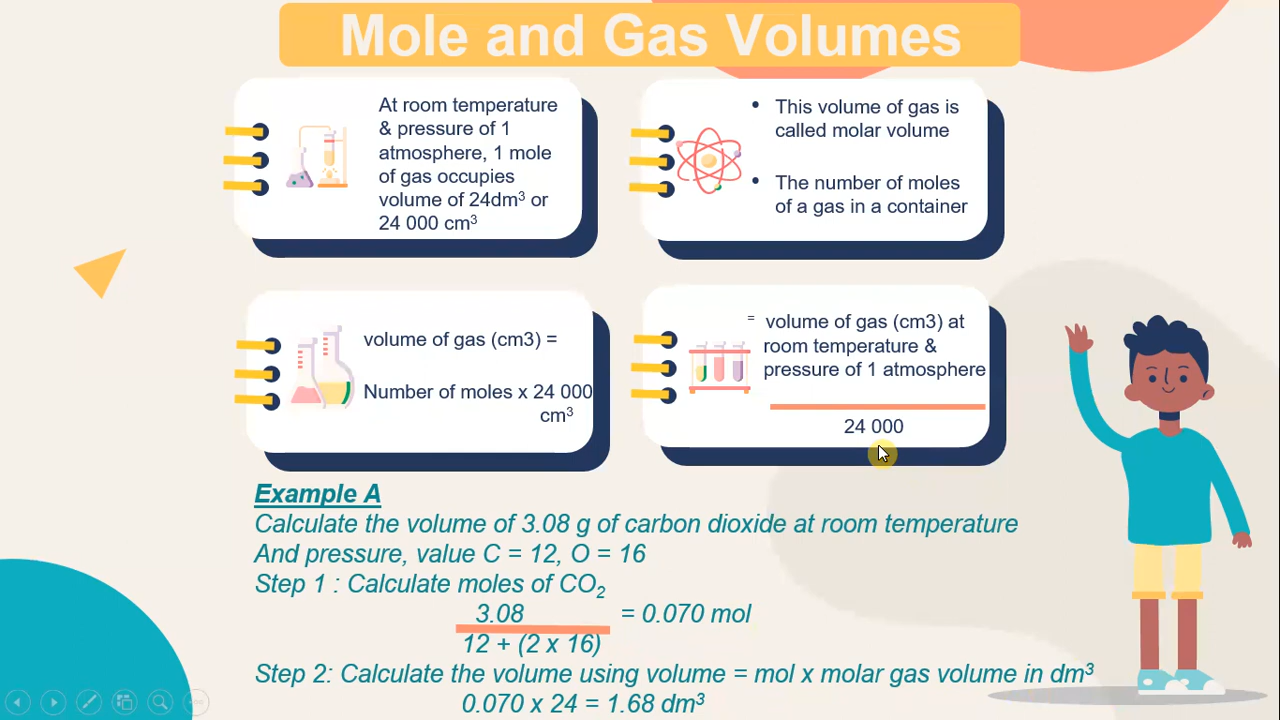 Mole and Gas Volumes
At room temperature
& pressure of 1
atmosphere, 1 mole
of gas occupies
volume of 24dm³ or
24 000 cm³
• This volume of gas is
called molar volume
• The number of moles
of a gas in a container
volume of gas (cm3) =
Number of moles x 24 000
cm³
= volume of gas (cm3) at
room temperature &
pressure of 1 atmosphere
24 000
Example A
Calculate the volume of 3.08 g of carbon dioxide at room temperature
And pressure, value C = 12, O = 16
Step 1 : Calculate moles of CO₂
3.08 = 0.070 mol
12 + (2 x 16)
Step 2: Calculate the volume using volume = mol x molar gas volume in dm³
0.070 x 24 = 1.68 dm³